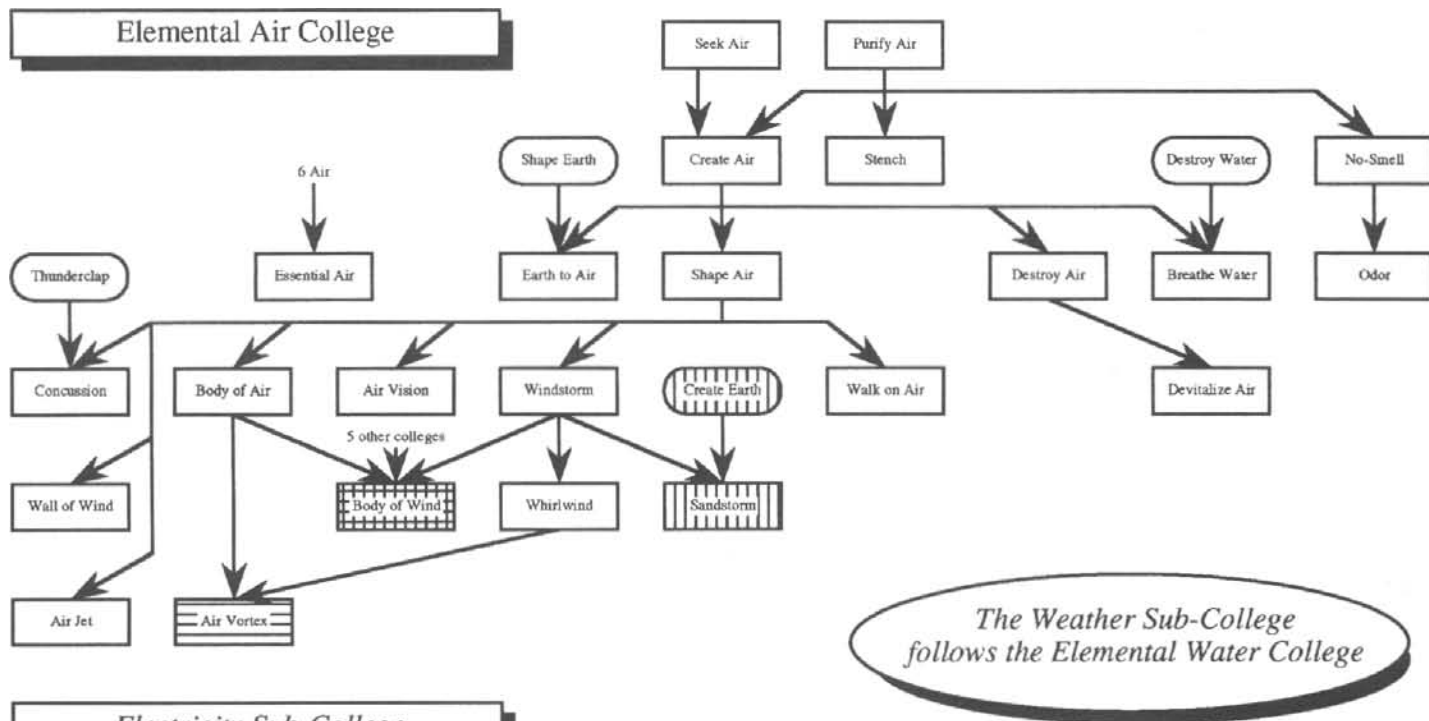 Elemental Air College
Seek Air
Purify Air
Shape Earth
Create Air
Stench
Destroy Water
No-Smell
6 Air
Thunderclap
Essential Air
Earth to Air
Shape Air
Destroy Air
Breathe Water
Odor
Concussion
Body of Air
Air Vision
Windstorm
Create Earth
Walk on Air
Devitalize Air
5 other colleges
Wall of Wind
Body of Wind
Whirlwind
Sandstorm
Air Jet
Air Vortex
The Weather Sub-College
follows the Elemental Water College
Electricity Sub-College